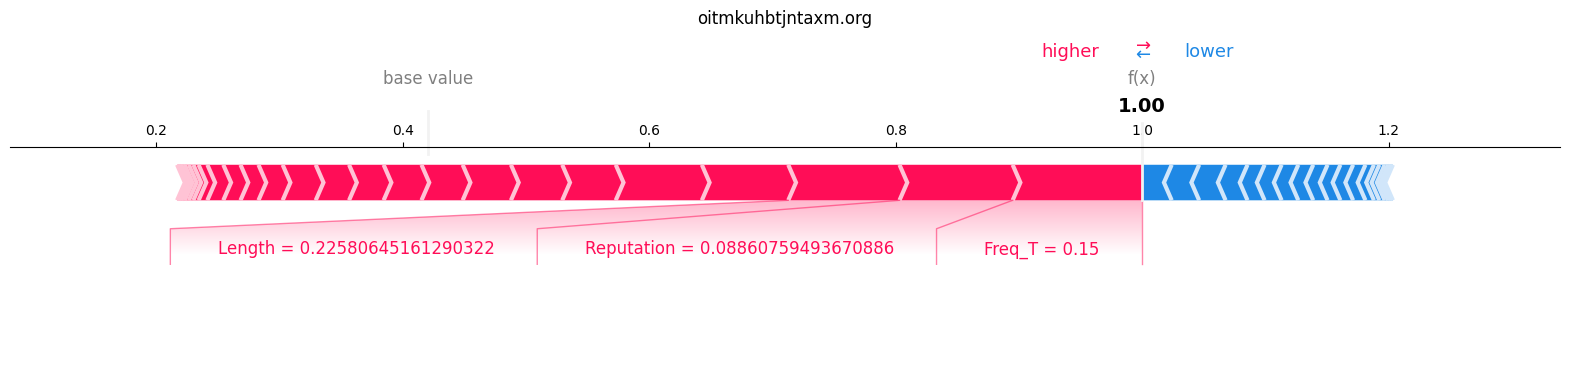 oitmkuhbtjntaxm.org
higher ⇄ lower
base value f(x)
1.00
0.2 0.4 0.6 0.8 1.0 1.2
Length = 0.22580645161290322 Reputation = 0.08860759493670886 Freq_T = 0.15